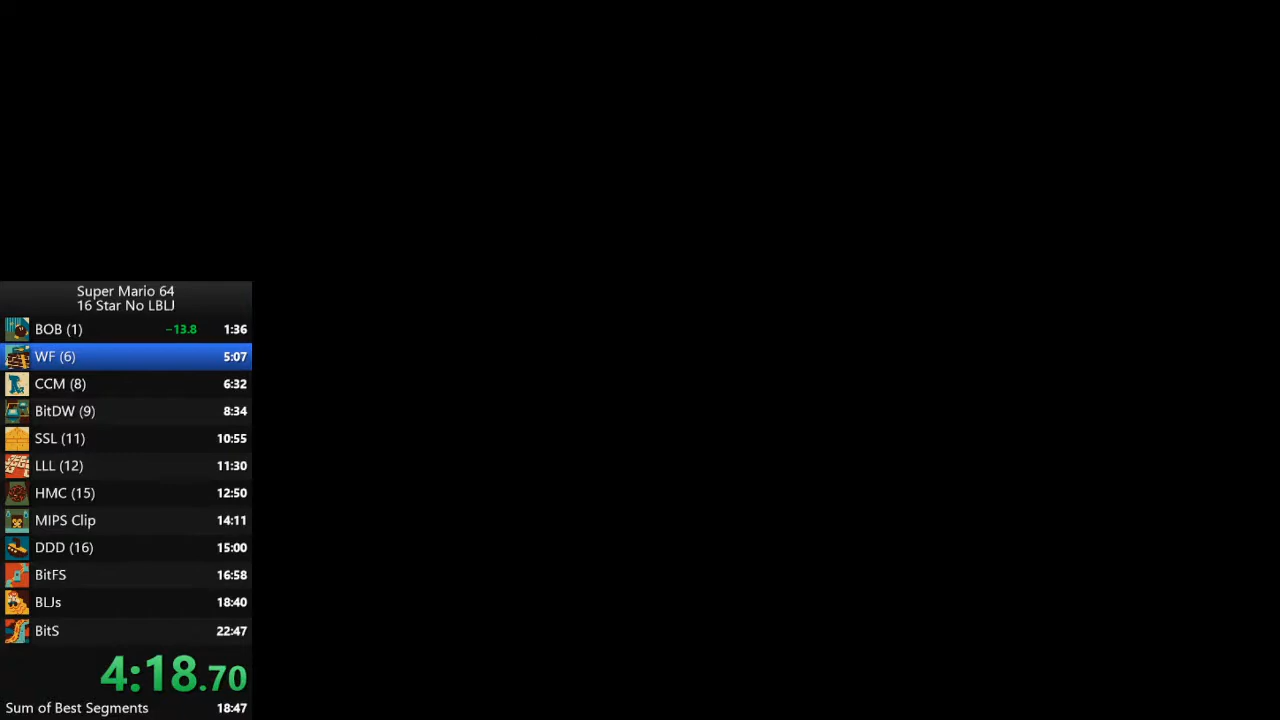 Super Mario 64
16 Star No LBLJ
BOB (1) −13.8 1:36
WF (6) 5:07
CCM (8) 6:32
BitDW (9) 8:34
SSL (11) 10:55
LLL (12) 11:30
HMC (15) 12:50
MIPS Clip 14:11
DDD (16) 15:00
BitFS 16:58
BLJs 18:40
BitS 22:47
4:18.70
Sum of Best Segments 18:47